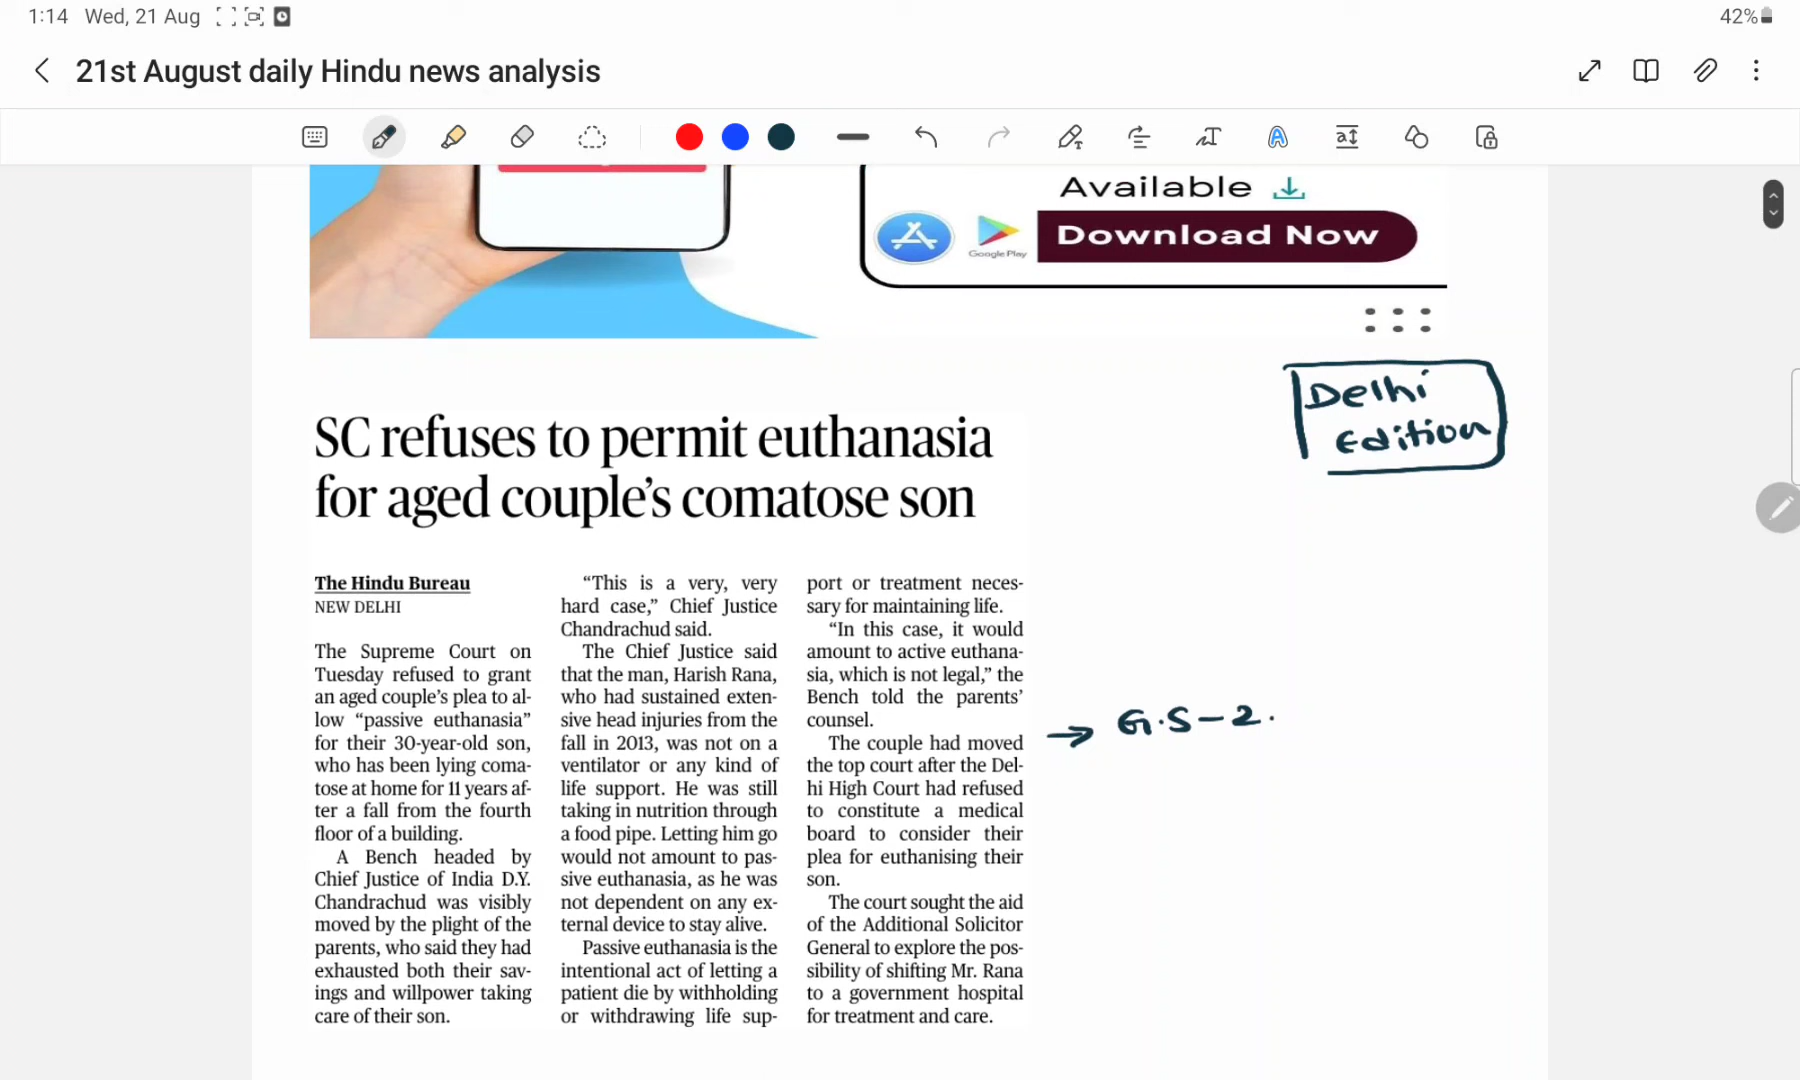 1:14 Wed, 21 Aug
42%
21st August daily Hindu news analysis
Available
Download Now
Google Play
Delhi
Edition
SC refuses to permit euthanasia
for aged couple’s comatose son
The Hindu Bureau
NEW DELHI
The Supreme Court on
Tuesday refused to grant
an aged couple’s plea to al-
low “passive euthanasia”
for their 30-year-old son,
who has been lying coma-
tose at home for 11 years af-
ter a fall from the fourth
floor of a building.
A Bench headed by
Chief Justice of India D.Y.
Chandrachud was visibly
moved by the plight of the
parents, who said they had
exhausted both their sav-
ings and willpower taking
care of their son.
“This is a very, very
hard case,” Chief Justice
Chandrachud said.
The Chief Justice said
that the man, Harish Rana,
who had sustained exten-
sive head injuries from the
fall in 2013, was not on a
ventilator or any kind of
life support. He was still
taking in nutrition through
a food pipe. Letting him go
would not amount to pas-
sive euthanasia, as he was
not dependent on any ex-
ternal device to stay alive.
Passive euthanasia is the
intentional act of letting a
patient die by withholding
or withdrawing life sup-
port or treatment neces-
sary for maintaining life.
“In this case, it would
amount to active euthana-
sia, which is not legal,” the
Bench told the parents’
counsel.
The couple had moved
the top court after the Del-
hi High Court had refused
to constitute a medical
board to consider their
plea for euthanising their
son.
The court sought the aid
of the Additional Solicitor
General to explore the pos-
sibility of shifting Mr. Rana
to a government hospital
for treatment and care.
→ G.S-2.